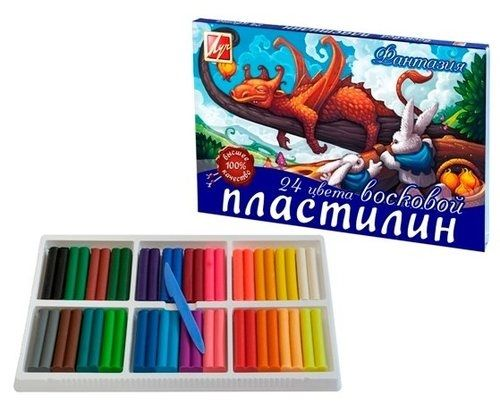 Луч
Фантазия
высшее
100%
качество
24 цвета восковой
пластилин